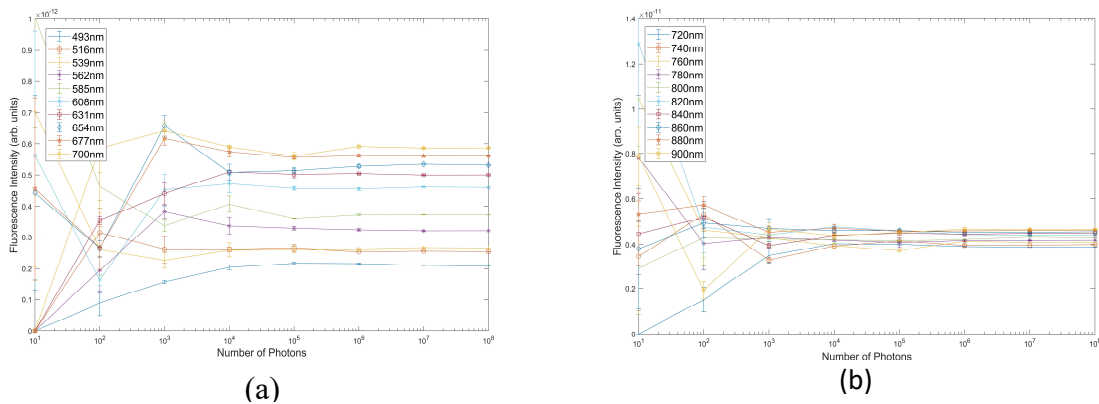 ×10⁻¹²
1
0.9
0.8
0.7
0.6
0.5
0.4
0.3
0.2
0.1
0
Fluorescence Intensity (arb. units)
493nm
516nm
539nm
562nm
585nm
608nm
631nm
654nm
677nm
700nm
10¹ 10² 10³ 10⁴ 10⁵ 10⁶ 10⁷ 10⁸
Number of Photons
(a)
×10⁻¹¹
1.4
1.2
1
0.8
0.6
0.4
0.2
0
Fluorescence Intensity (arb. units)
720nm
740nm
760nm
780nm
800nm
820nm
840nm
860nm
880nm
900nm
10¹ 10² 10³ 10⁴ 10⁵ 10⁶ 10⁷ 10⁸
Number of Photons
(b)